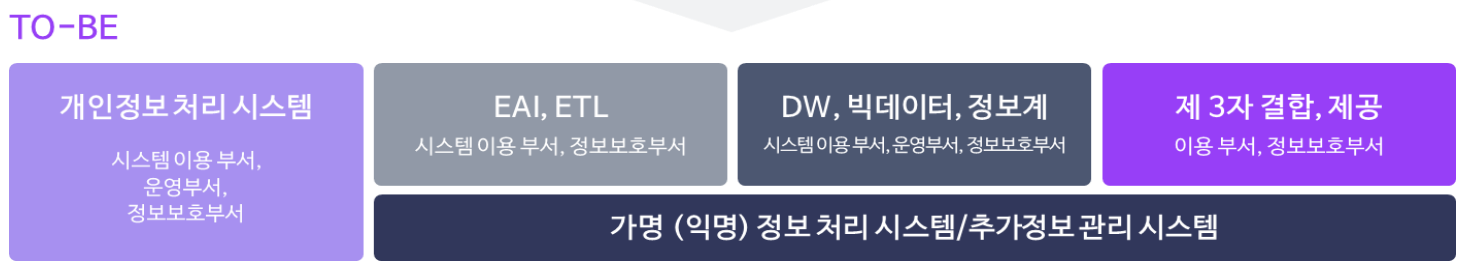 TO-BE
개인정보 처리 시스템
시스템 이용 부서,
운영부서,
정보보호부서
EAI, ETL
시스템 이용 부서, 정보보호부서
DW, 빅데이터, 정보계
시스템 이용 부서, 운영부서, 정보보호부서
제 3자 결합, 제공
이용 부서, 정보보호부서
가명 (익명) 정보 처리 시스템/추가정보 관리 시스템